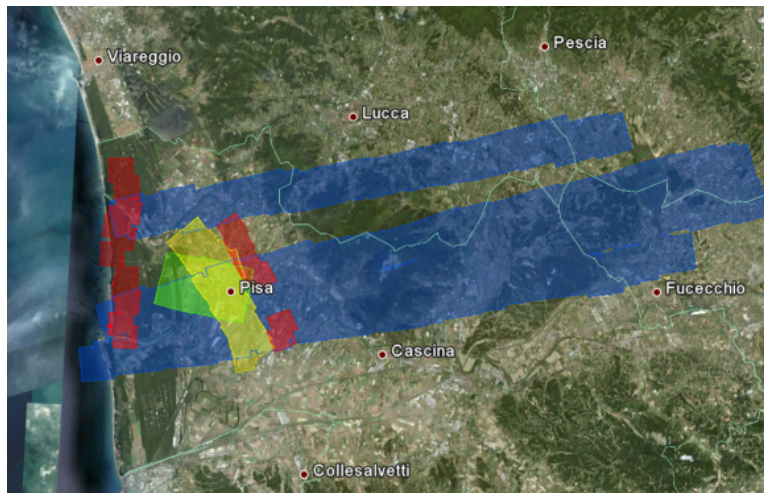 Pescia
Viareggio
Lucca
Pisa
Fucecchio
Cascina
Collesalvetti